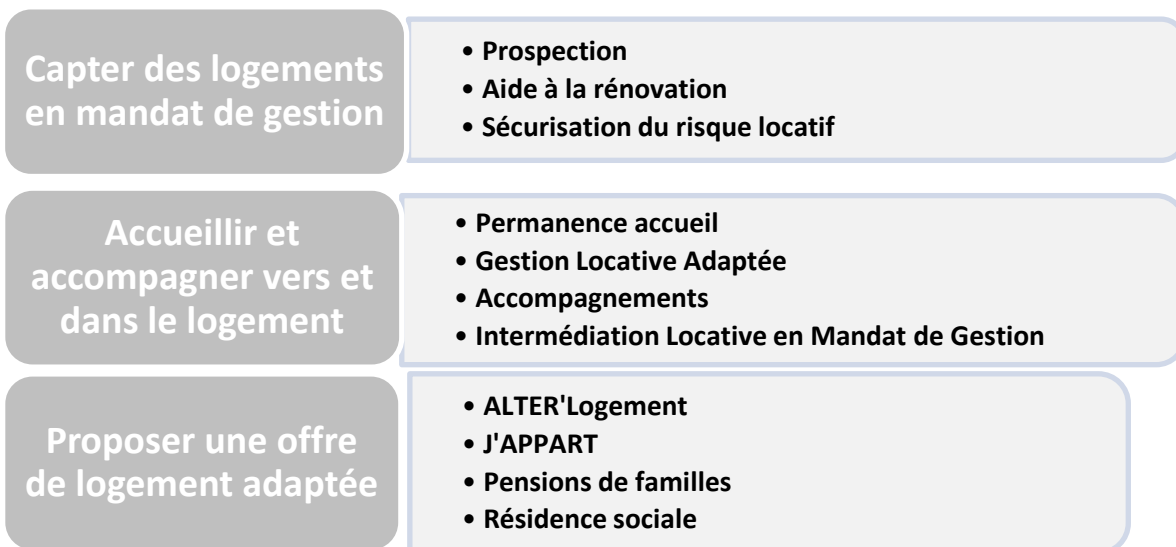 Capter des logements
en mandat de gestion
• Prospection
• Aide à la rénovation
• Sécurisation du risque locatif
Accueillir et
accompagner vers et
dans le logement
• Permanence accueil
• Gestion Locative Adaptée
• Accompagnements
• Intermédiation Locative en Mandat de Gestion
Proposer une offre
de logement adaptée
• ALTER'Logement
• J'APPART
• Pensions de familles
• Résidence sociale